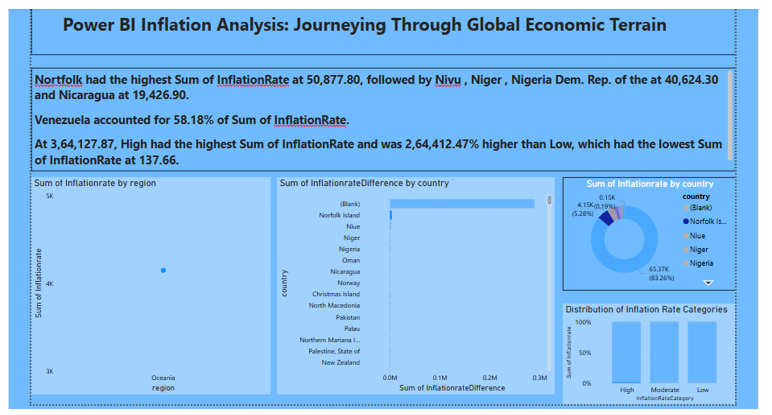 Power BI Inflation Analysis: Journeying Through Global Economic Terrain
Nortfolk had the highest Sum of InflationRate at 50,877.80, followed by Nivu , Niger , Nigeria Dem. Rep. of the at 40,624.30
and Nicaragua at 19,426.90.
Venezuela accounted for 58.18% of Sum of InflationRate.
At 3,64,127.87, High had the highest Sum of InflationRate and was 2,64,412.47% higher than Low, which had the lowest Sum
of InflationRate at 137.66.
Sum of Inflationrate by region
5K
4K
3K
Sum of Inflationrate
Oceania
region
Sum of InflationrateDifference by country
country
(Blank)
Norfolk Island
Niue
Niger
Nigeria
Oman
Nicaragua
Norway
Christmas Island
North Macedonia
Pakistan
Palau
Northern Mariana I...
Palestine, State of
New Zealand
0.0M 0.1M 0.2M 0.3M
Sum of InflationrateDifference
Sum of Inflationrate by country
0.15K
(0.19%)
4.15K
(5.28%)
65.37K
(83.26%)
country
(Blank)
Norfolk Is...
Niue
Niger
Nigeria
Distribution of Inflation Rate Categories
Sum of Inflationrate
100%
50%
0%
High Moderate Low
InflationRateCategory